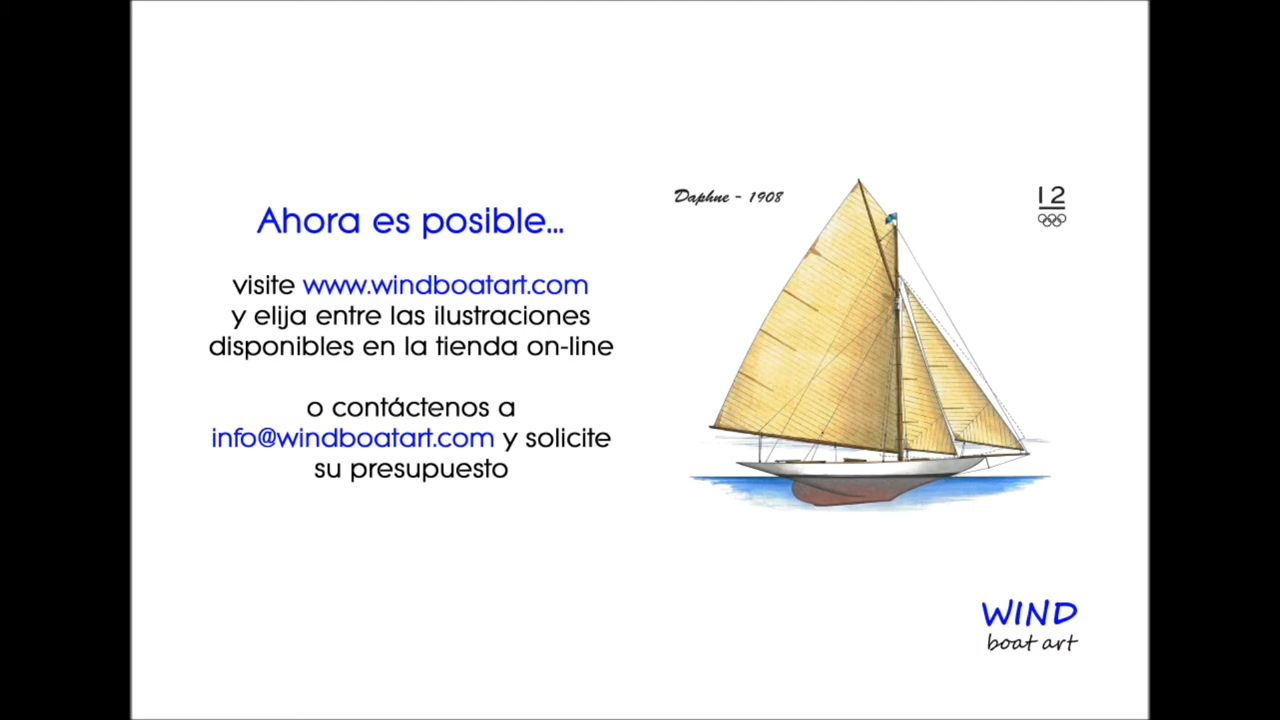 Ahora es posible...
visite www.windboatart.com
y elija entre las ilustraciones
disponibles en la tienda on-line
o contáctenos a
info@windboatart.com y solicite
su presupuesto
Daphne - 1908
12
WIND
boat art